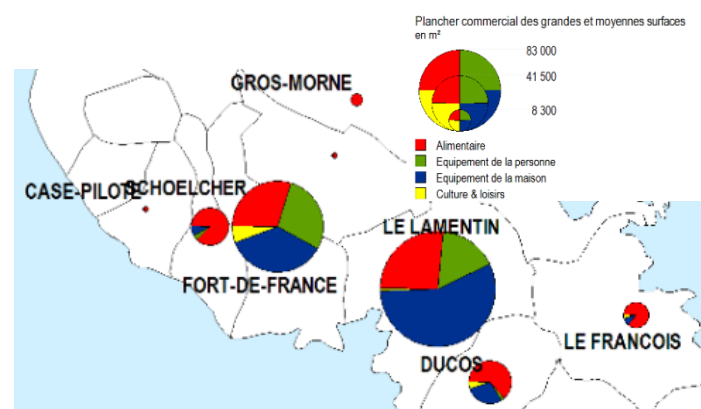 Plancher commercial des grandes et moyennes surfaces
en m²
83 000
41 500
8 300
Alimentaire
Equipement de la personne
Equipement de la maison
Culture & loisirs
GROS-MORNE
CASE-PILOTE
SCHOELCHER
LE LAMENTIN
FORT-DE-FRANCE
LE FRANCOIS
DUCOS